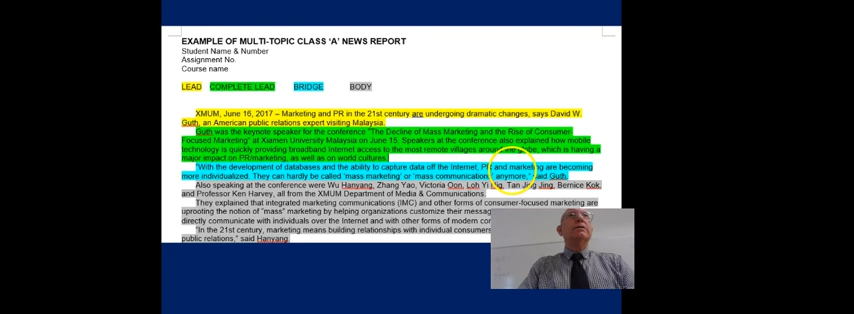 EXAMPLE OF MULTI-TOPIC CLASS ‘A’ NEWS REPORT
Student Name & Number
Assignment No.
Course name
LEAD COMPLETE LEAD BRIDGE BODY
XMUM, June 16, 2017 – Marketing and PR in the 21st century are undergoing dramatic changes, says David W.
Guth, an American public relations expert visiting Malaysia.
Guth was the keynote speaker for the conference "The Decline of Mass Marketing and the Rise of Consumer-
Focused Marketing" at Xiamen University Malaysia on June 15. Speakers at the conference also explained how mobile
technology is quickly providing broadband Internet access to the most remote villages around the globe, which is having a
major impact on PR/marketing, as well as on world cultures.
"With the development of databases and the ability to capture data off the Internet, PR and marketing are becoming
more individualized. They can hardly be called 'mass marketing' or 'mass communications' anymore," said Guth.
Also speaking at the conference were Wu Hanyang, Zhang Yao, Victoria Oon, Loh Yi Nig, Tan Jing Jing, Bernice Kok,
and Professor Ken Harvey, all from the XMUM Department of Media & Communications.
They explained that integrated marketing communications (IMC) and other forms of consumer-focused marketing are
uprooting the notion of "mass" marketing by helping organizations customize their
directly communicate with individuals over the Internet and with other forms of modern
"In the 21st century, marketing means building relationships with individual
public relations," said Hanyang.